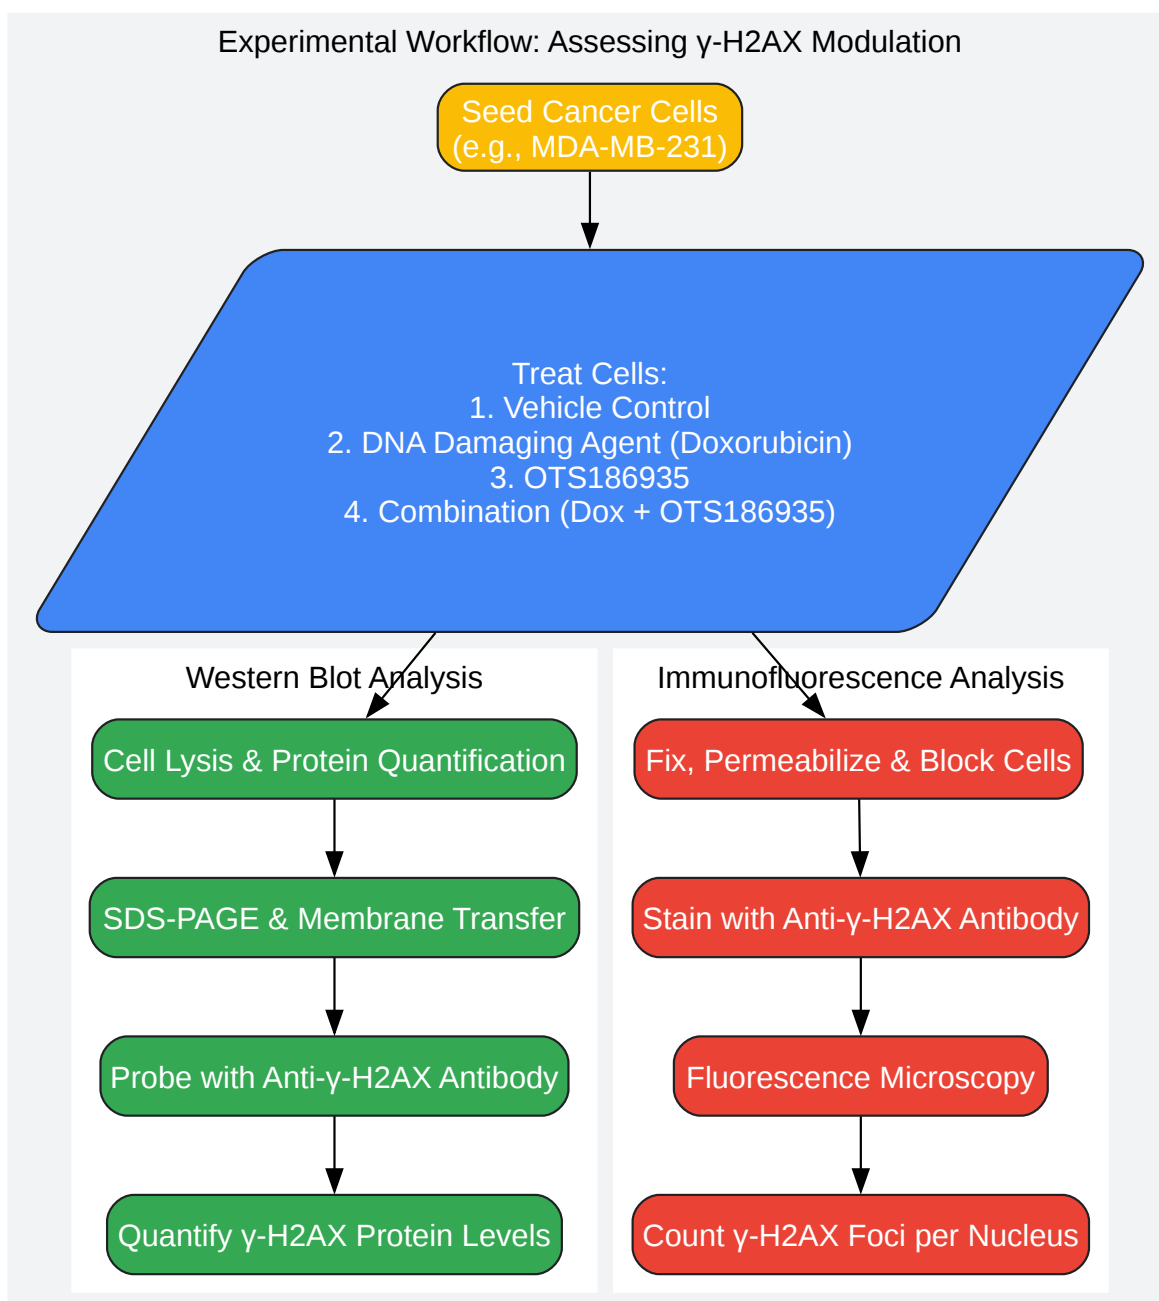 Experimental Workflow: Assessing γ-H2AX Modulation
Seed Cancer Cells
(e.g., MDA-MB-231)
Treat Cells:
1. Vehicle Control
2. DNA Damaging Agent (Doxorubicin)
3. OTS186935
4. Combination (Dox + OTS186935)
Western Blot Analysis
Cell Lysis & Protein Quantification
SDS-PAGE & Membrane Transfer
Probe with Anti-γ-H2AX Antibody
Quantify γ-H2AX Protein Levels
Immunofluorescence Analysis
Fix, Permeabilize & Block Cells
Stain with Anti-γ-H2AX Antibody
Fluorescence Microscopy
Count γ-H2AX Foci per Nucleus